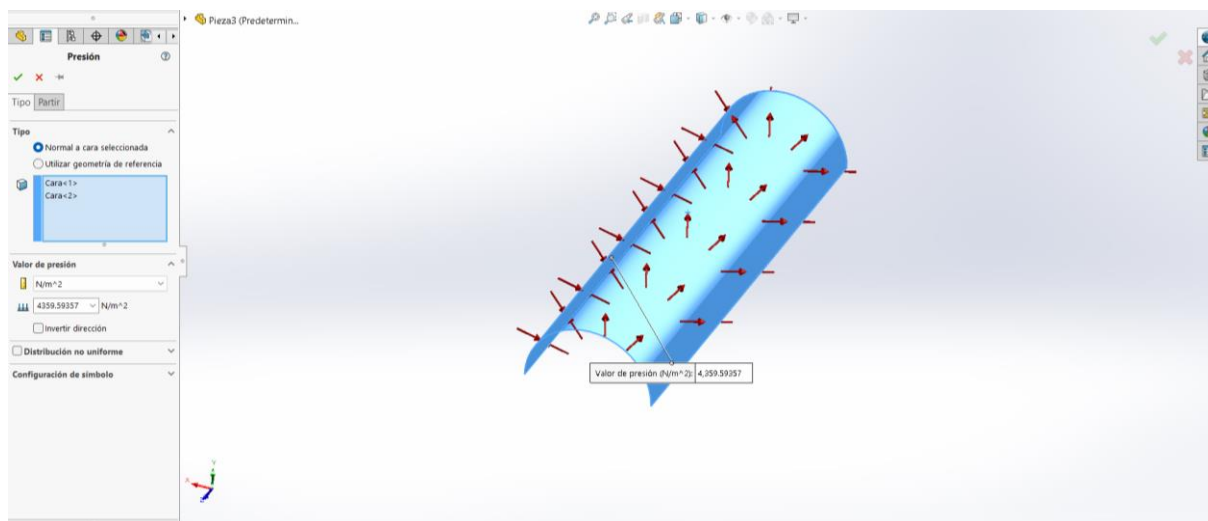 Pieza3 (Predetermin...
Presión
Tipo Partir
Tipo
Normal a cara seleccionada
Utilizar geometría de referencia
Cara<1>
Cara<2>
Valor de presión
N/m^2
4359.59357 N/m^2
Invertir dirección
Distribución no uniforme
Configuración de símbolo
Valor de presión (N/m^2): 4,359.59357
Y
X
Z